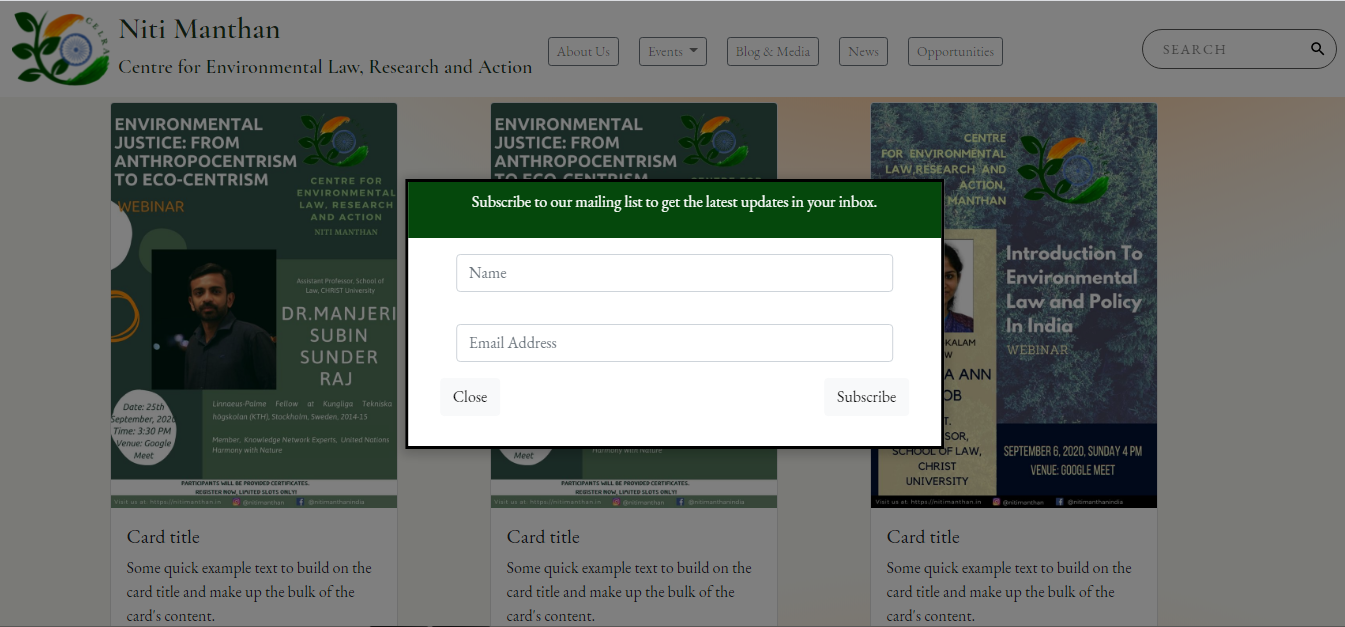 CELRA
Niti Manthan
Centre for Environmental Law, Research and Action
About Us
Events
Blog & Media
News
Opportunities
SEARCH
ENVIRONMENTAL
JUSTICE: FROM
ANTHROPOCENTRISM
TO ECO-CENTRISM
CENTRE FOR
ENVIRONMENTAL
LAW, RESEARCH
AND ACTION
NITI MANTHAN
WEBINAR
Assistant Professor, School of
Law, CHRIST University
DR.MANJERI
SUBIN
SUNDER
RAJ
Date: 25th
September, 2020
Time: 3:30 PM
Venue: Google
Meet
Linnaeus-Palme Fellow at Kungliga Tekniska
högskolan (KTH), Stockholm, Sweden, 2014-15
Member, Knowledge Network Experts, United Nations
Harmony with Nature
PARTICIPANTS WILL BE PROVIDED CERTIFICATES.
REGISTER NOW, LIMITED SLOTS ONLY!
Visit us at: https://nitimanthan.in @nitimanthan @nitimanthanindia
Card title
Some quick example text to build on the
card title and make up the bulk of the
card's content.
ENVIRONMENTAL
JUSTICE: FROM
ANTHROPOCENTRISM
TO ECO-CENTRISM
Subscribe to our mailing list to get the latest updates in your inbox.
Name
Email Address
Close
Subscribe
Meet
Harmony with Nature
PARTICIPANTS WILL BE PROVIDED CERTIFICATES.
REGISTER NOW, LIMITED SLOTS ONLY!
Visit us at: https://nitimanthan.in @nitimanthan @nitimanthanindia
Card title
Some quick example text to build on the
card title and make up the bulk of the
card's content.
CENTRE
FOR ENVIRONMENTAL
LAW,RESEARCH AND
ACTION,
MANTHAN
Introduction To
Environmental
Law and Policy
In India
WEBINAR
ANN
SCHOOL OF LAW,
CHRIST
UNIVERSITY
SEPTEMBER 6, 2020, SUNDAY 4 PM
VENUE: GOOGLE MEET
Visit us at: https://nitimanthan.in @nitimanthan @nitimanthanindia
Card title
Some quick example text to build on the
card title and make up the bulk of the
card's content.